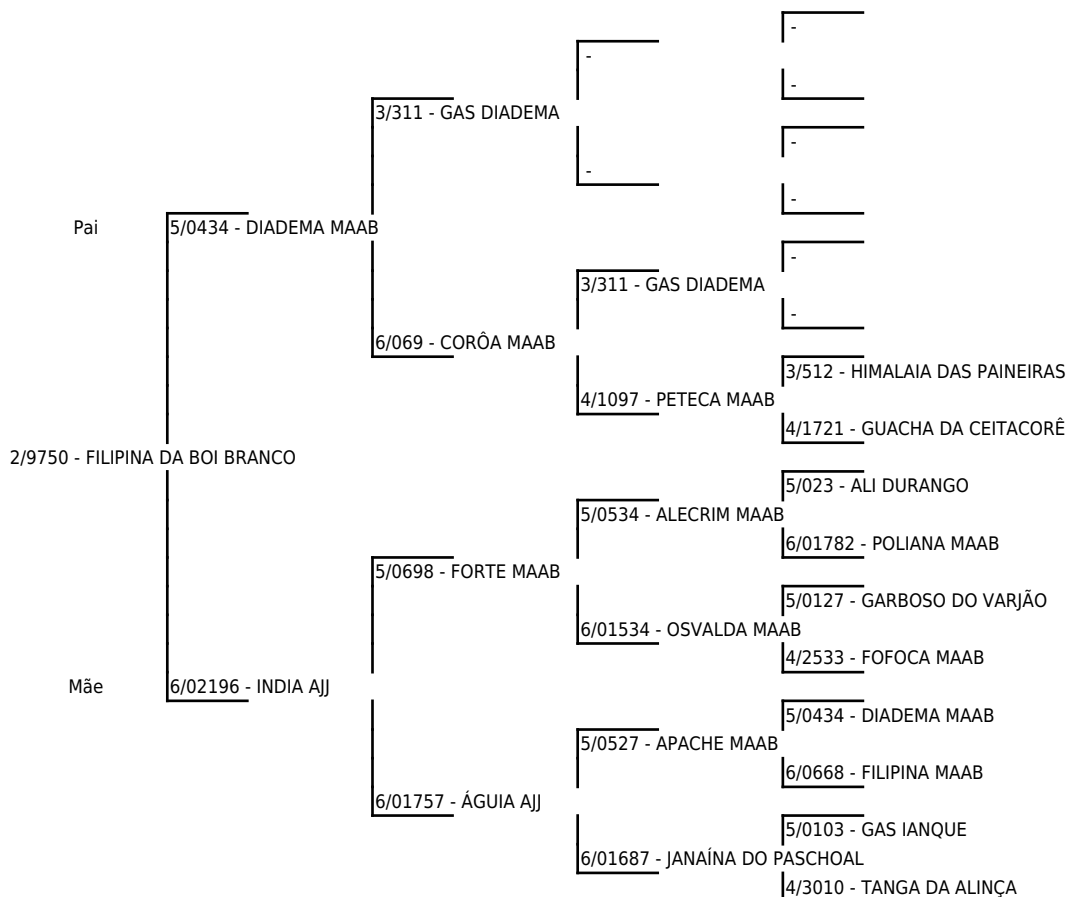 -
-
-
3/311 - GAS DIADEMA
-
-
-
Pai
5/0434 - DIADEMA MAAB
-
3/311 - GAS DIADEMA
-
6/069 - CORÔA MAAB
3/512 - HIMALAIA DAS PAINEIRAS
4/1097 - PETECA MAAB
4/1721 - GUACHA DA CEITACORÊ
2/9750 - FILIPINA DA BOI BRANCO
5/023 - ALI DURANGO
5/0534 - ALECRIM MAAB
6/01782 - POLIANA MAAB
5/0698 - FORTE MAAB
5/0127 - GARBOSO DO VARJÃO
6/01534 - OSVALDA MAAB
4/2533 - FOFOCA MAAB
Mãe
6/02196 - INDIA AJJ
5/0434 - DIADEMA MAAB
5/0527 - APACHE MAAB
6/0668 - FILIPINA MAAB
6/01757 - ÁGUIA AJJ
5/0103 - GAS IANQUE
6/01687 - JANAÍNA DO PASCHOAL
4/3010 - TANGA DA ALINÇA